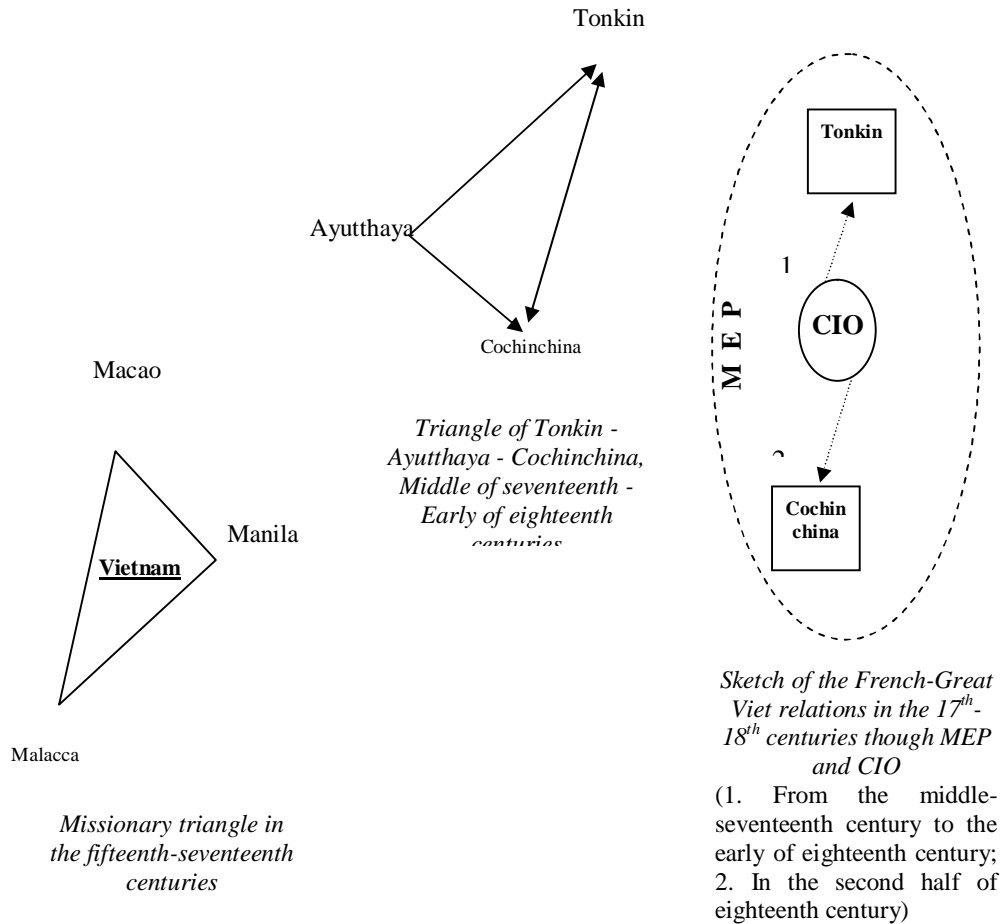 Tonkin
Ayutthaya
Cochinchina
Triangle of Tonkin -
Ayutthaya - Cochinchina,
Middle of seventeenth -
Early of eighteenth
centuries
Macao
Manila
Vietnam
Malacca
Missionary triangle in
the fifteenth-seventeenth
centuries
Tonkin
1
CIO
M E P
2
Cochin
china
Sketch of the French-Great
Viet relations in the 17th-
18th centuries though MEP
and CIO
(1. From the middle-
seventeenth century to the
early of eighteenth century;
2. In the second half of
eighteenth century)